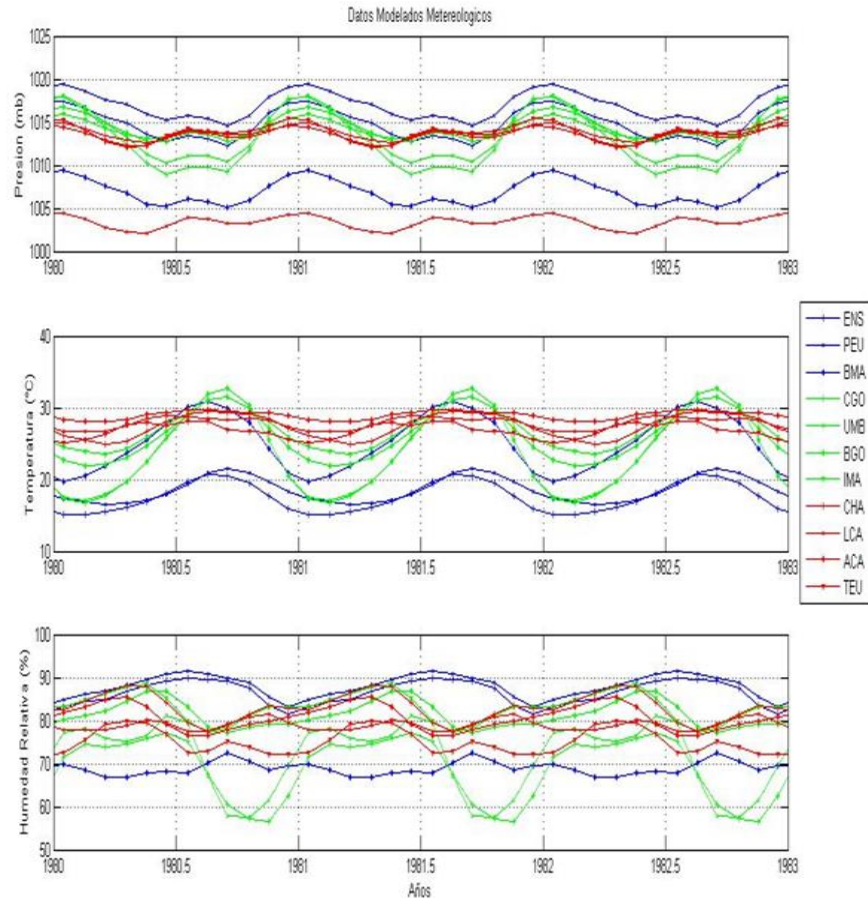 Datos Modelados Metereologicos
1025
1020
1015
1010
1005
1000
Presion (mb)
1980
1980.5
1981
1981.5
1982
1982.5
1983
40
30
20
10
Temperatura (ºC)
1980
1980.5
1981
1981.5
1982
1982.5
1983
ENS
PEU
BMA
CGO
UMB
BGO
IMA
CHA
LCA
ACA
TEU
100
90
80
70
60
50
Humedad Relativa (%)
1980
1980.5
1981
1981.5
1982
1982.5
1983
Años